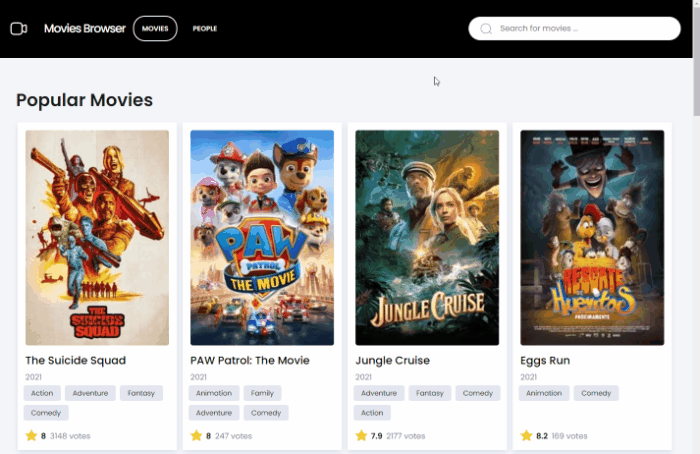 Movies Browser MOVIES PEOPLE Search for movies ...
Popular Movies
THE
SUICIDE
SQUAD
PAW
PATROL
THE MOVIE
JUNGLE CRUISE
RESCATE
Huevitos
PRÓXIMAMENTE
The Suicide Squad
2021
Action Adventure Fantasy
Comedy
8 3148 votes
PAW Patrol: The Movie
2021
Animation Family
Adventure Comedy
8 247 votes
Jungle Cruise
2021
Adventure Fantasy Comedy
Action
7.9 2177 votes
Eggs Run
2021
Animation Comedy
8.2 169 votes